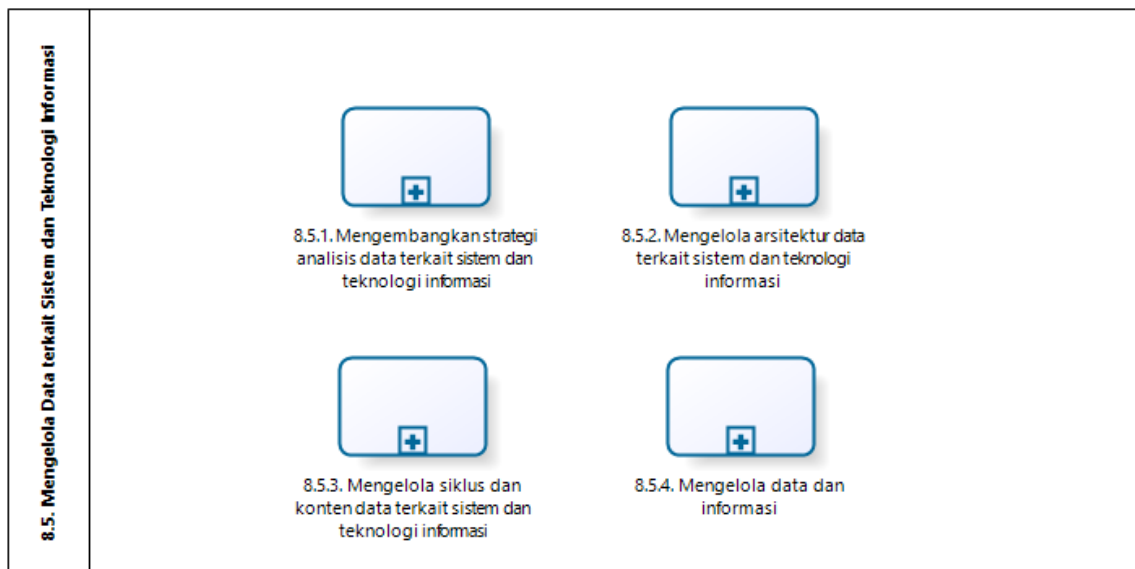 8.5. Mengelola Data terkait Sistem dan Teknologi Informasi
8.5.1. Mengembangkan strategi
analisis data terkait sistem dan
teknologi informasi
8.5.2. Mengelola arsitektur data
terkait sistem dan teknologi
informasi
8.5.3. Mengelola siklus dan
konten data terkait sistem dan
teknologi informasi
8.5.4. Mengelola data dan
informasi